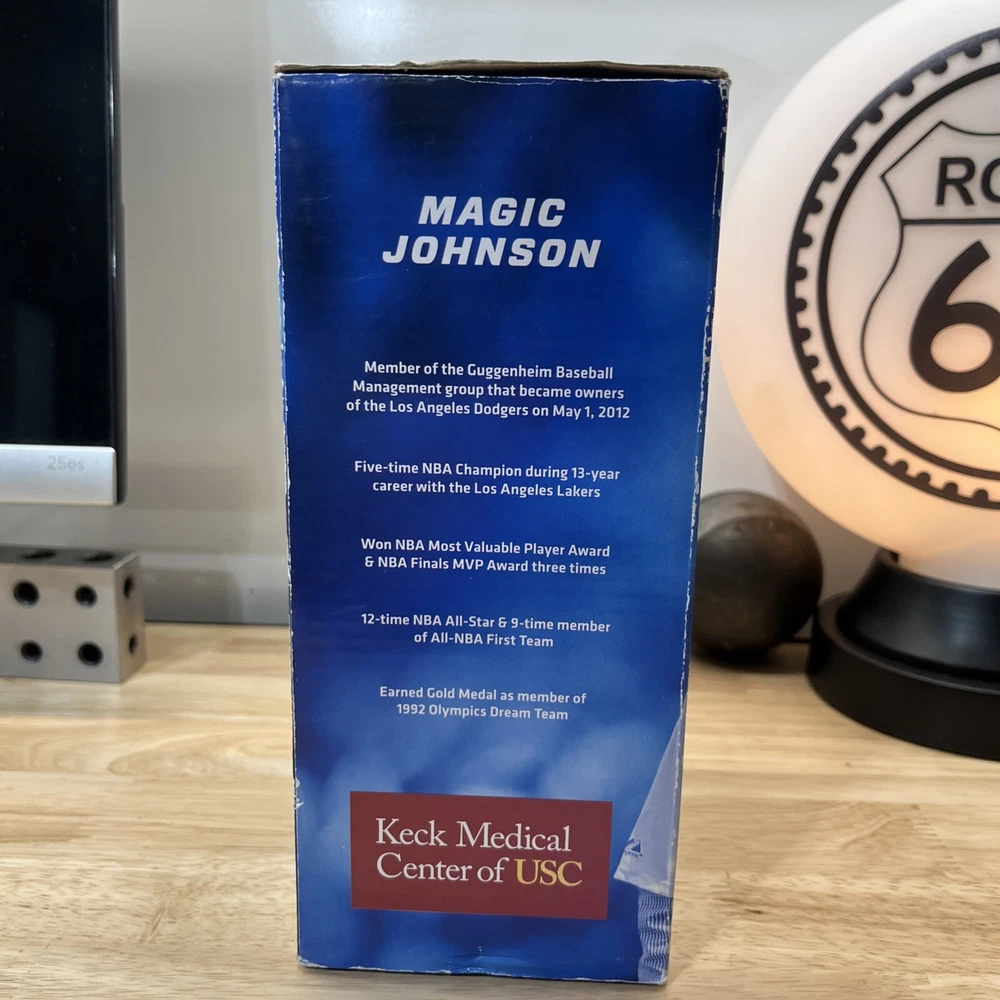 MAGIC
JOHNSON
Member of the Guggenheim Baseball
Management group that became owners
of the Los Angeles Dodgers on May 1, 2012
Five-time NBA Champion during 13-year
career with the Los Angeles Lakers
Won NBA Most Valuable Player Award
& NBA Finals MVP Award three times
12-time NBA All-Star & 9-time member
of All-NBA First Team
Earned Gold Medal as member of
1992 Olympics Dream Team
Keck Medical
Center of USC
RO
6